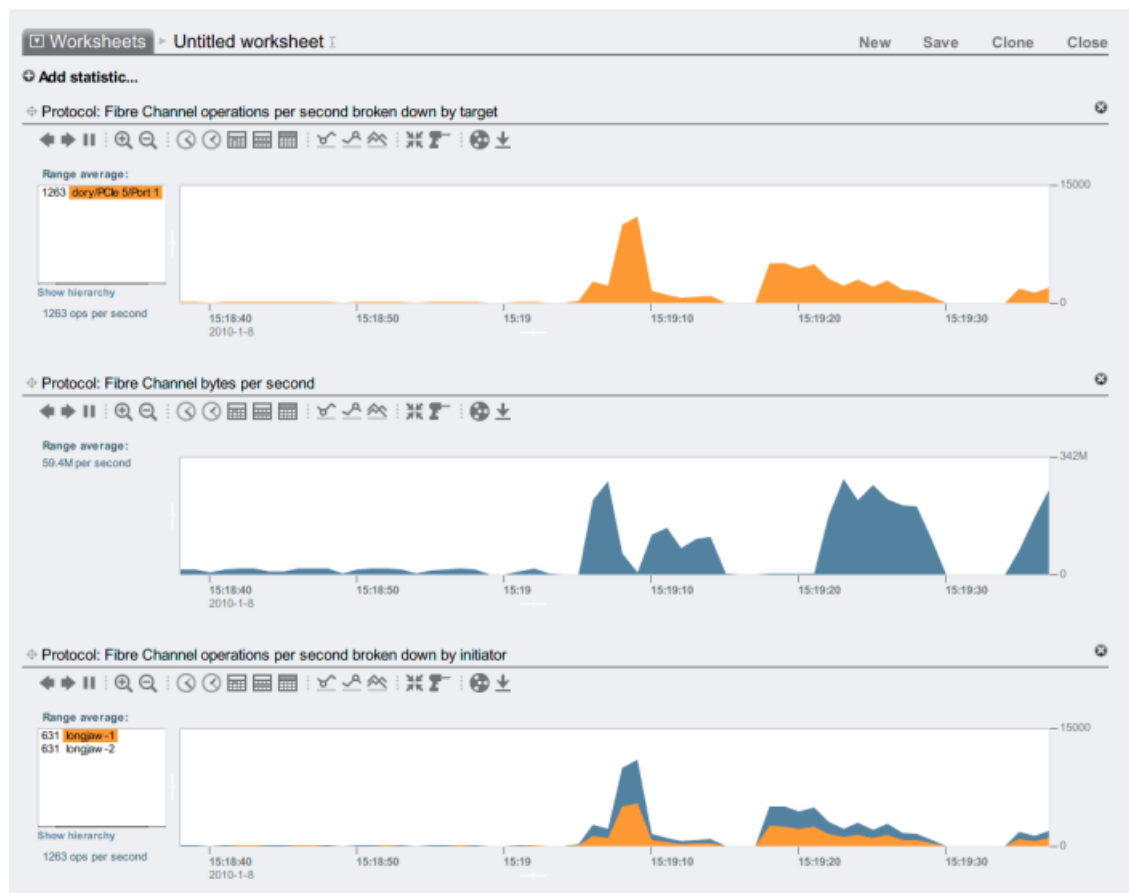 Worksheets Untitled worksheet New Save Clone Close
Add statistic...
Protocol: Fibre Channel operations per second broken down by target
Range average:
1263 dory/PCIe 5/Port 1
15000
Show hierarchy
1263 ops per second
0
15:18:40 15:18:50 15:19 15:19:10 15:19:20 15:19:30
2010-1-8
Protocol: Fibre Channel bytes per second
Range average:
59.4M per second
342M
0
15:18:40 15:18:50 15:19 15:19:10 15:19:20 15:19:30
2010-1-8
Protocol: Fibre Channel operations per second broken down by initiator
Range average:
631 longjaw-1
631 longjaw-2
15000
Show hierarchy
1263 ops per second
0
15:18:40 15:18:50 15:19 15:19:10 15:19:20 15:19:30
2010-1-8